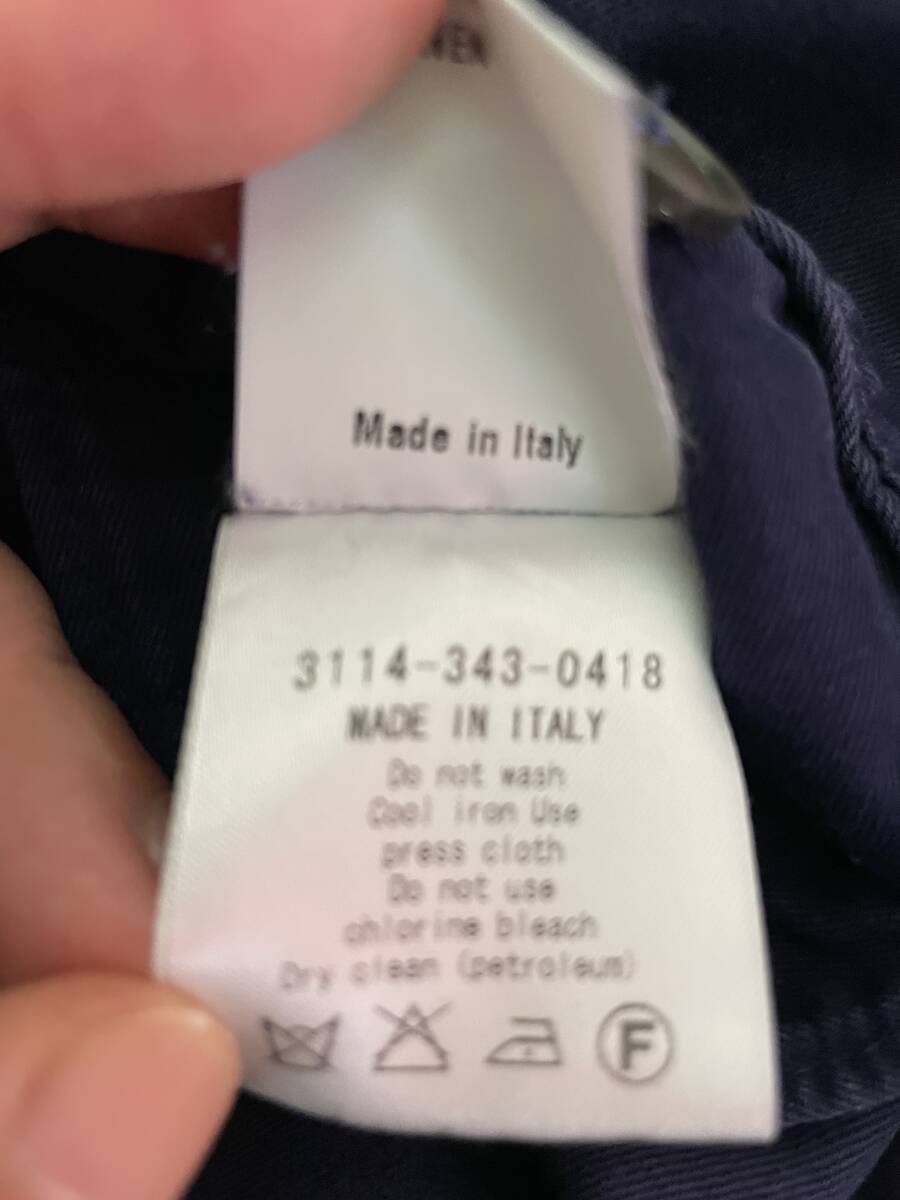 Made in Italy
3114-343-0418
MADE IN ITALY
Do not wash
Cool iron Use
press cloth
Do not use
chlorine bleach
Dry clean (petroleum)
F